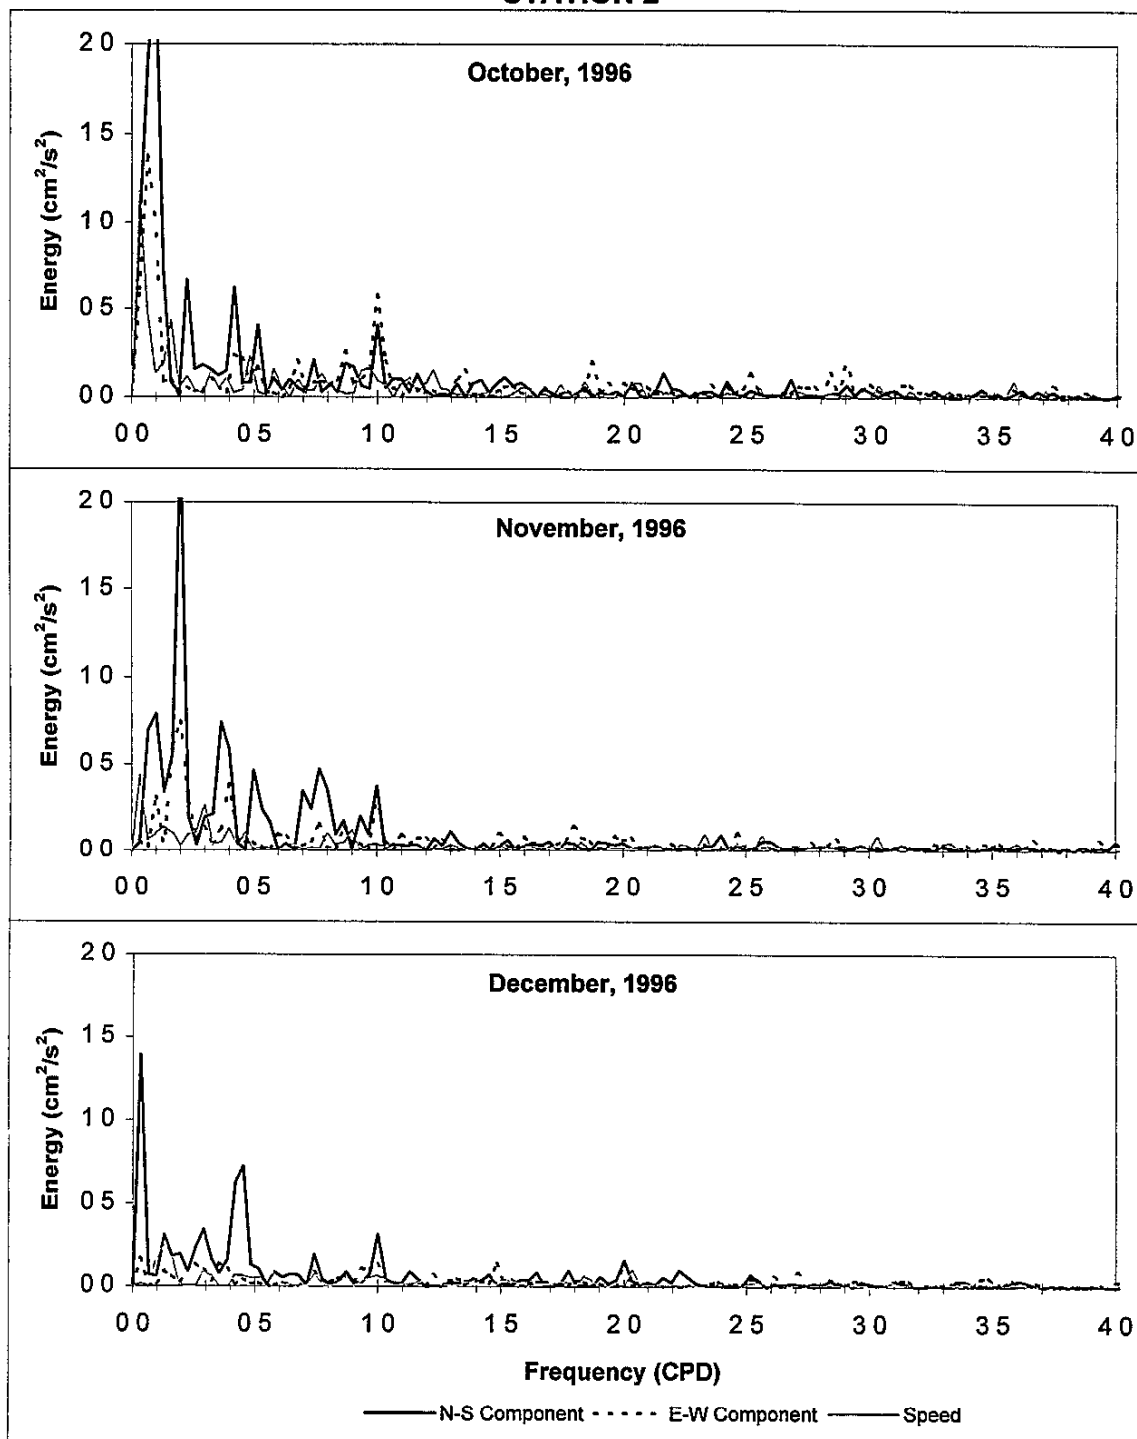 STATION 2
October, 1996
Energy (cm²/s²)
2 0
1 5
1 0
0 5
0 0
0 0 0 5 1 0 1 5 2 0 2 5 3 0 3 5 4 0
November, 1996
Energy (cm²/s²)
2 0
1 5
1 0
0 5
0 0
0 0 0 5 1 0 1 5 2 0 2 5 3 0 3 5 4 0
December, 1996
Energy (cm²/s²)
2 0
1 5
1 0
0 5
0 0
0 0 0 5 1 0 1 5 2 0 2 5 3 0 3 5 4 0
Frequency (CPD)
N-S Component E-W Component Speed